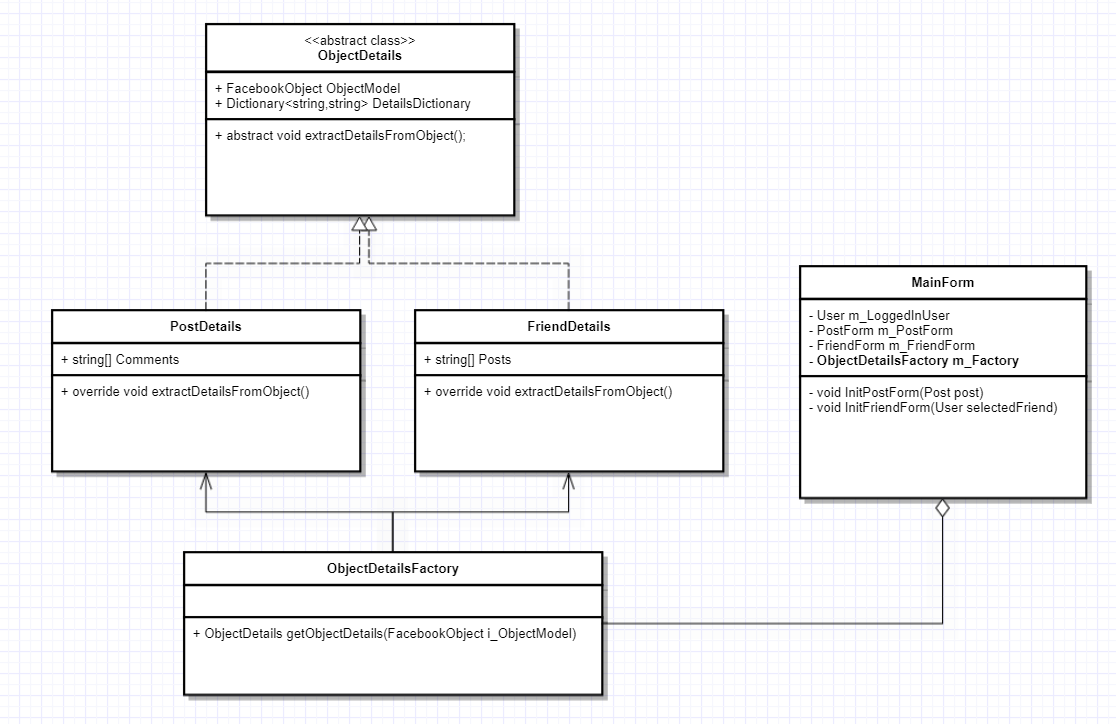 <<abstract class>>
ObjectDetails
+ FacebookObject ObjectModel
+ Dictionary<string,string> DetailsDictionary
+ abstract void extractDetailsFromObject();
PostDetails
+ string[] Comments
+ override void extractDetailsFromObject()
FriendDetails
+ string[] Posts
+ override void extractDetailsFromObject()
MainForm
- User m_LoggedInUser
- PostForm m_PostForm
- FriendForm m_FriendForm
- ObjectDetailsFactory m_Factory
- void InitPostForm(Post post)
- void InitFriendForm(User selectedFriend)
ObjectDetailsFactory
+ ObjectDetails getObjectDetails(FacebookObject i_ObjectModel)